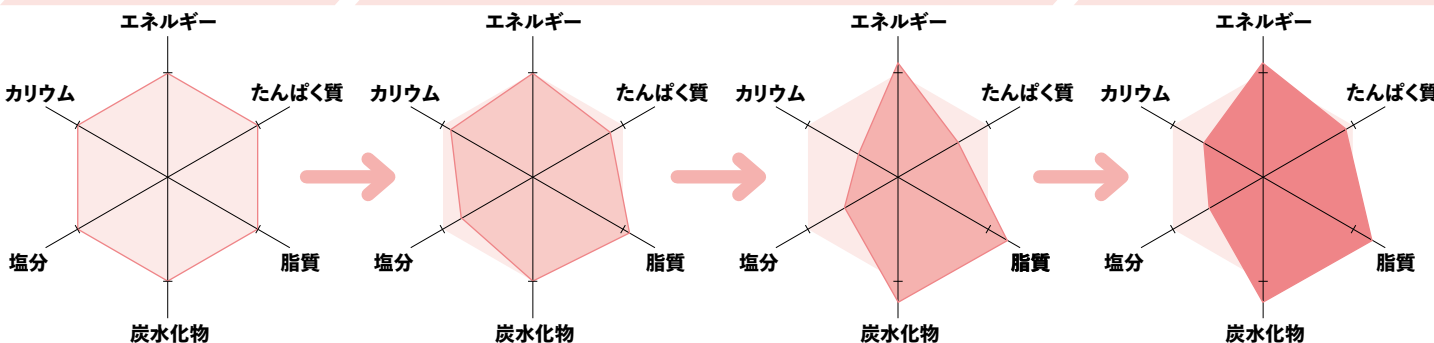 エネルギー
たんぱく質
カリウム
塩分
脂質
炭水化物
エネルギー
たんぱく質
カリウム
塩分
脂質
炭水化物
エネルギー
たんぱく質
カリウム
塩分
脂質
炭水化物
エネルギー
たんぱく質
カリウム
塩分
脂質
炭水化物